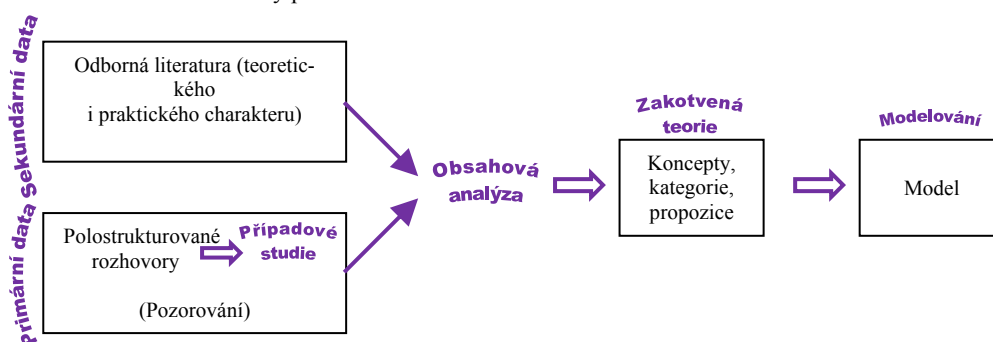 Sekundární data
Odborná literatura (teoretic-
kého
i praktického charakteru)
Primární data
Polostrukturované
rozhovory
Případové
studie
(Pozorování)
Obsahová
analýza
Zakotvená
teorie
Koncepty,
kategorie,
propozice
Modelování
Model